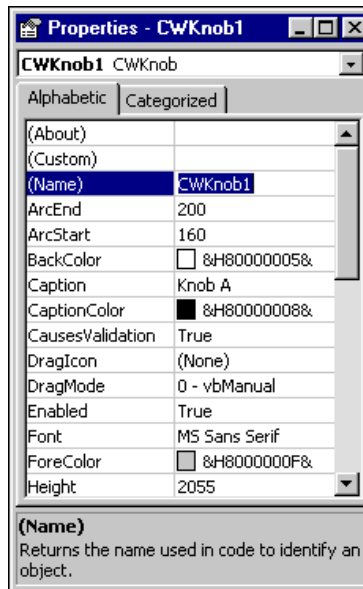 Properties - CWKnob1
CWKnob1 CWKnob
Alphabetic Categorized
(About)
(Custom)
(Name) CWKnob1
ArcEnd 200
ArcStart 160
BackColor &H80000005&
Caption Knob A
CaptionColor &H80000008&
CausesValidation True
DragIcon (None)
DragMode 0 - vbManual
Enabled True
Font MS Sans Serif
ForeColor &H8000000F&
Height 2055
(Name)
Returns the name used in code to identify an
object.